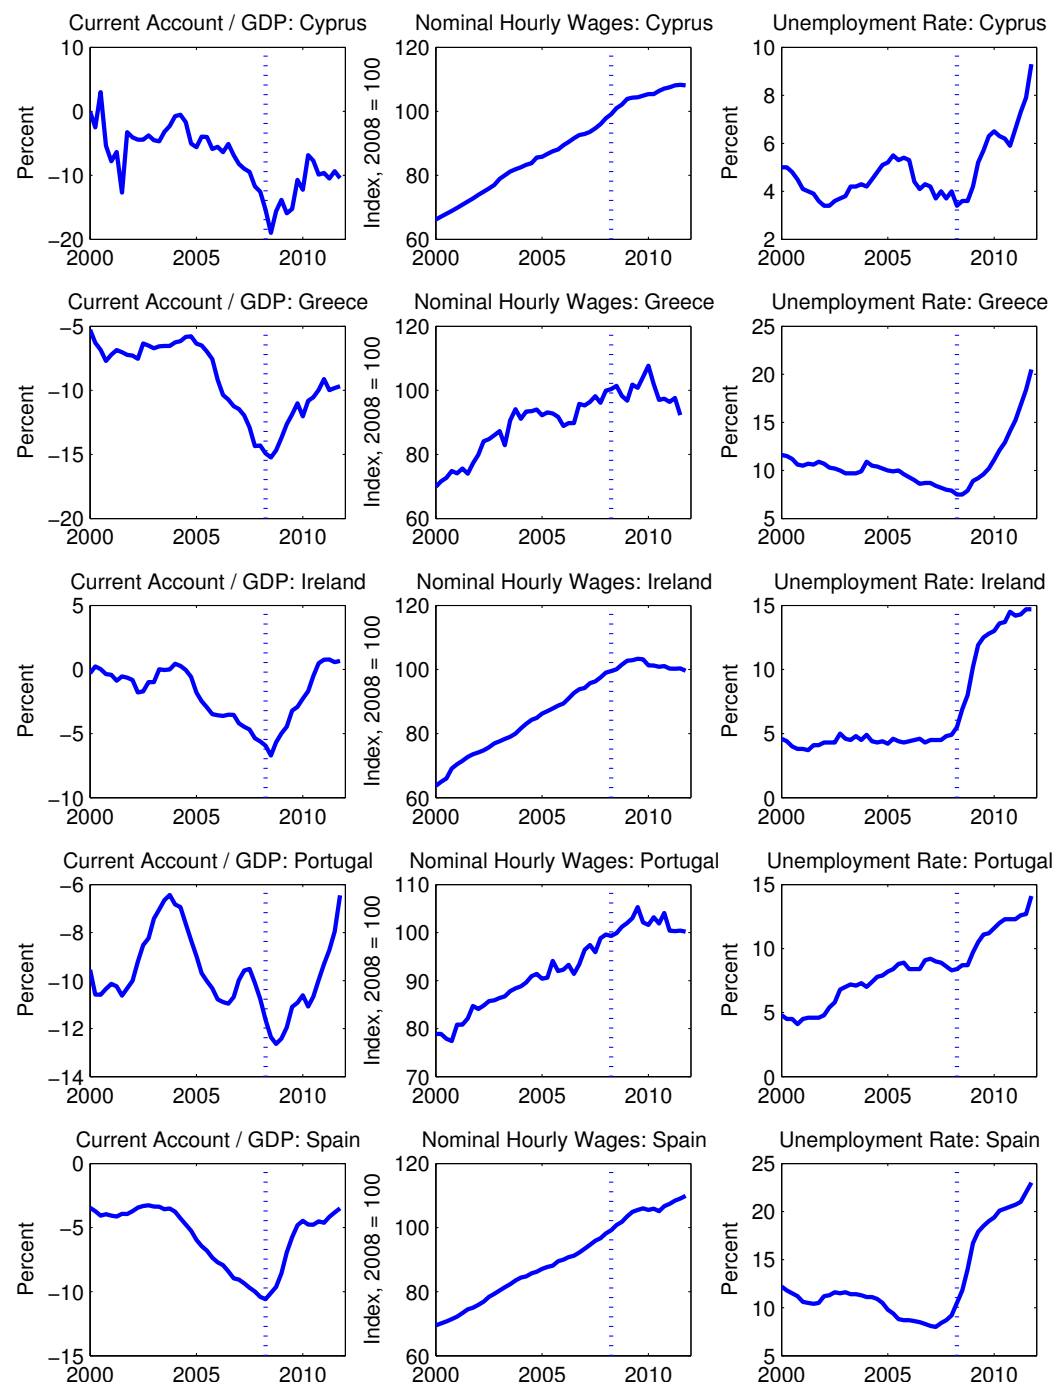 Current Account / GDP: Cyprus
Percent
10
0
−10
−20
2000 2005 2010
Nominal Hourly Wages: Cyprus
Index, 2008 = 100
120
100
80
60
2000 2005 2010
Unemployment Rate: Cyprus
Percent
10
8
6
4
2
2000 2005 2010
Current Account / GDP: Greece
Percent
−5
−10
−15
−20
2000 2005 2010
Nominal Hourly Wages: Greece
Index, 2008 = 100
120
100
80
60
2000 2005 2010
Unemployment Rate: Greece
Percent
25
20
15
10
5
2000 2005 2010
Current Account / GDP: Ireland
Percent
5
0
−5
−10
2000 2005 2010
Nominal Hourly Wages: Ireland
Index, 2008 = 100
120
100
80
60
2000 2005 2010
Unemployment Rate: Ireland
Percent
15
10
5
0
2000 2005 2010
Current Account / GDP: Portugal
Percent
−6
−8
−10
−12
−14
2000 2005 2010
Nominal Hourly Wages: Portugal
Index, 2008 = 100
110
100
90
80
70
2000 2005 2010
Unemployment Rate: Portugal
Percent
15
10
5
0
2000 2005 2010
Current Account / GDP: Spain
Percent
0
−5
−10
−15
2000 2005 2010
Nominal Hourly Wages: Spain
Index, 2008 = 100
120
100
80
60
2000 2005 2010
Unemployment Rate: Spain
Percent
25
20
15
10
5
2000 2005 2010